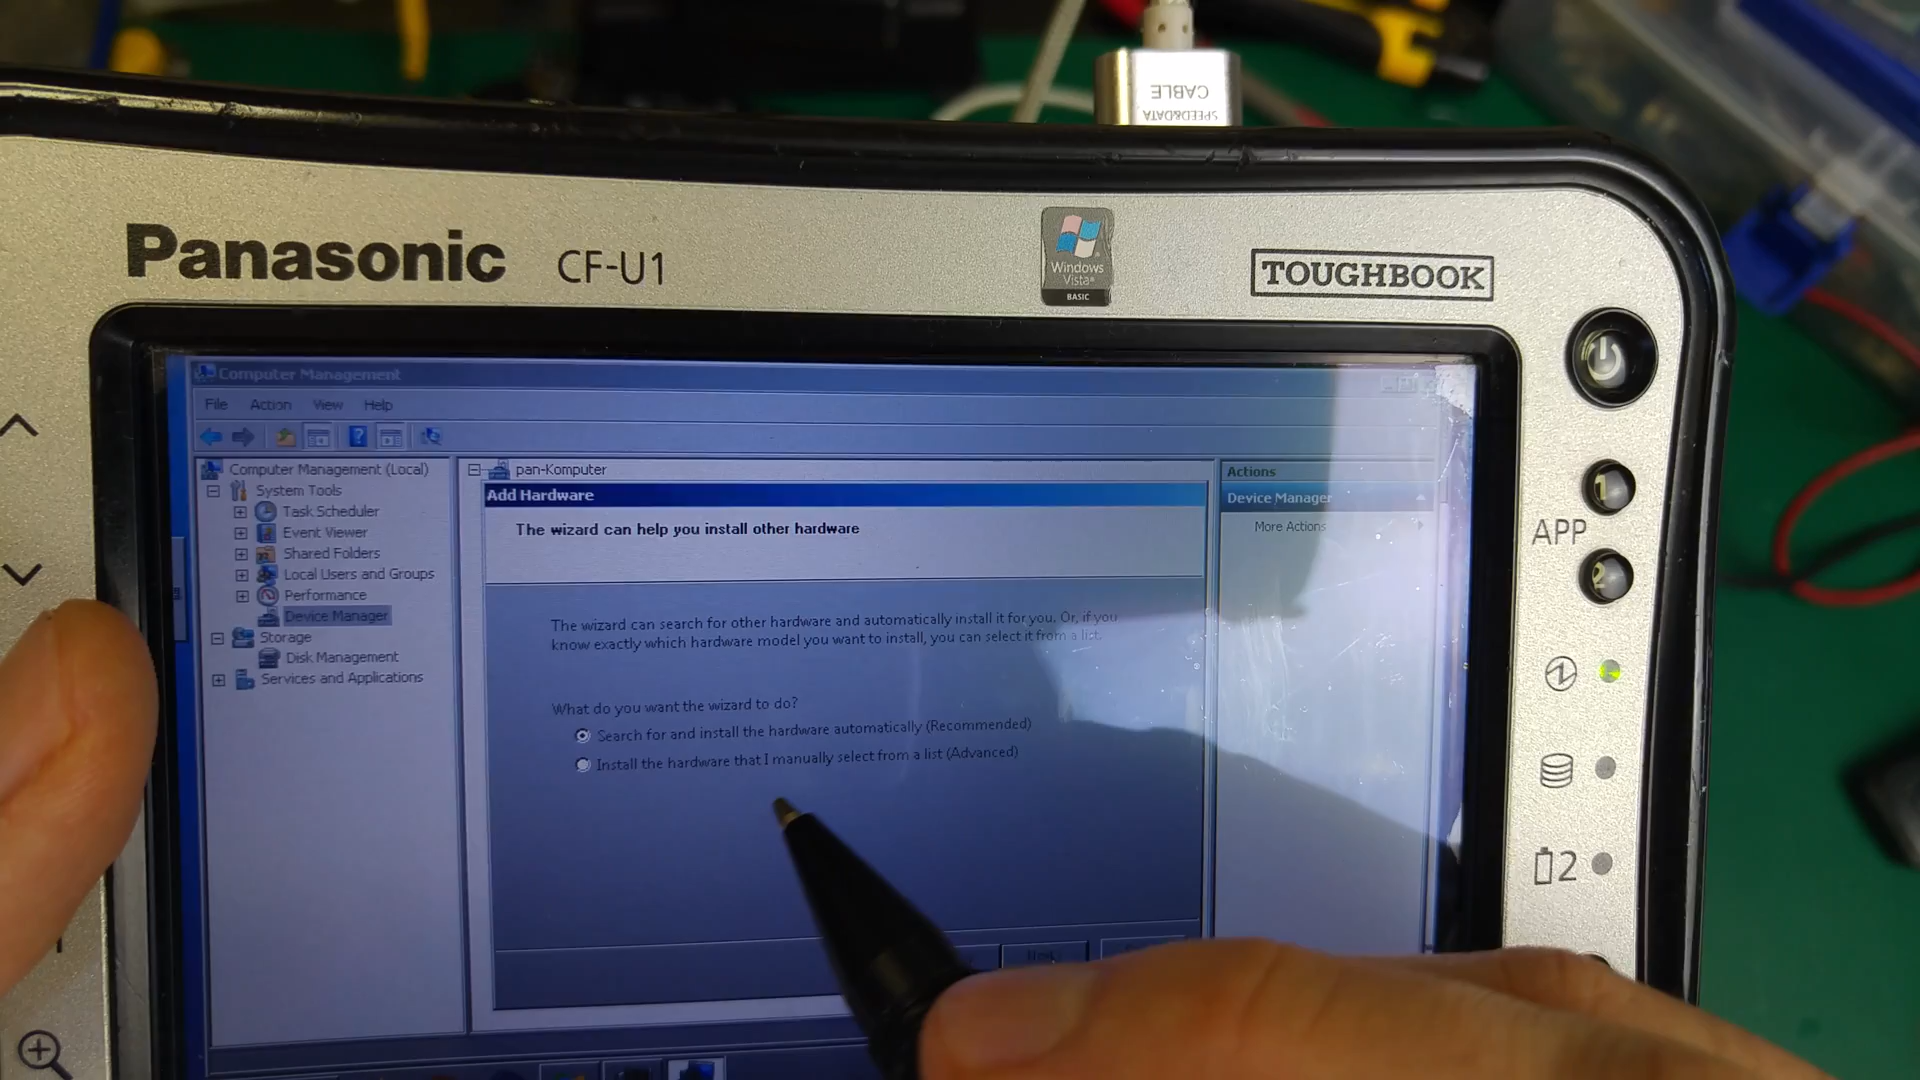 SPEED&DATA
CABLE
Panasonic CF-U1
Windows
Vista®
BASIC
TOUGHBOOK
Computer Management
File Action View Help
Computer Management (Local)
System Tools
Task Scheduler
Event Viewer
Shared Folders
Local Users and Groups
Performance
Device Manager
Storage
Disk Management
Services and Applications
pan-Komputer
Add Hardware
The wizard can help you install other hardware
The wizard can search for other hardware and automatically install it for you. Or, if you
know exactly which hardware model you want to install, you can select it from a list.
What do you want the wizard to do?
Search for and install the hardware automatically (Recommended)
Install the hardware that I manually select from a list (Advanced)
Next
Actions
Device Manager
More Actions
1
APP
2
2